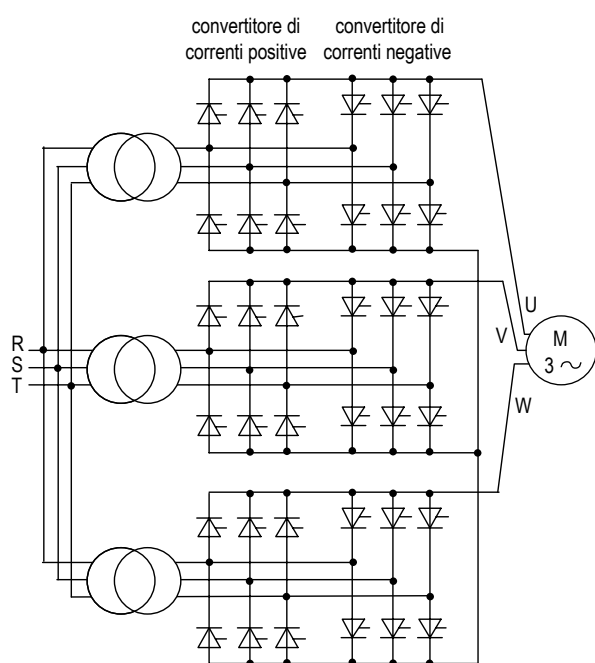 convertitore di
correnti positive
convertitore di
correnti negative
R
S
T
U
V
W
M
3 ~